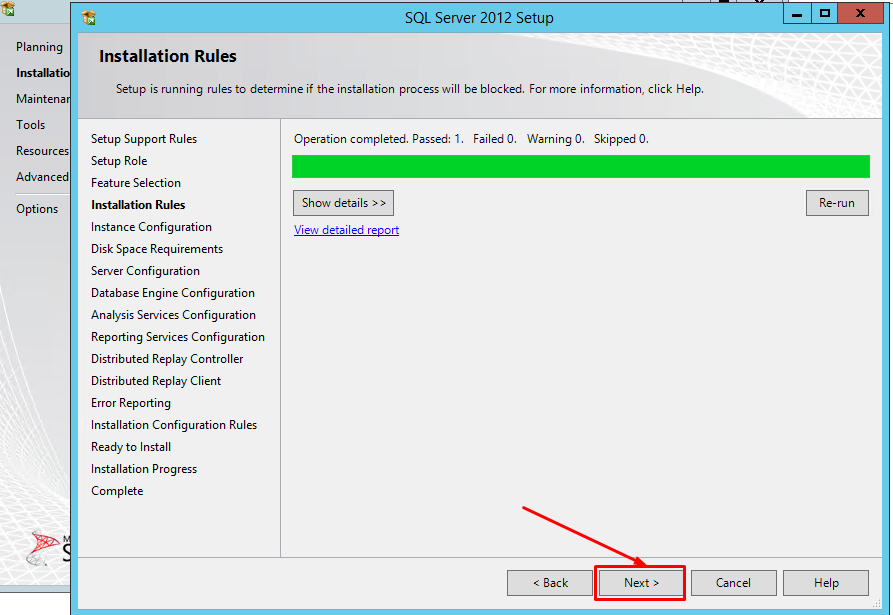 SQL Server 2012 Setup
Planning
Installatio
Maintenan
Tools
Resources
Advanced
Options
Installation Rules
Setup is running rules to determine if the installation process will be blocked. For more information, click Help.
Setup Support Rules
Setup Role
Feature Selection
Installation Rules
Instance Configuration
Disk Space Requirements
Server Configuration
Database Engine Configuration
Analysis Services Configuration
Reporting Services Configuration
Distributed Replay Controller
Distributed Replay Client
Error Reporting
Installation Configuration Rules
Ready to Install
Installation Progress
Complete
Operation completed. Passed: 1. Failed 0. Warning 0. Skipped 0.
Show details >>
Re-run
View detailed report
< Back
Next >
Cancel
Help